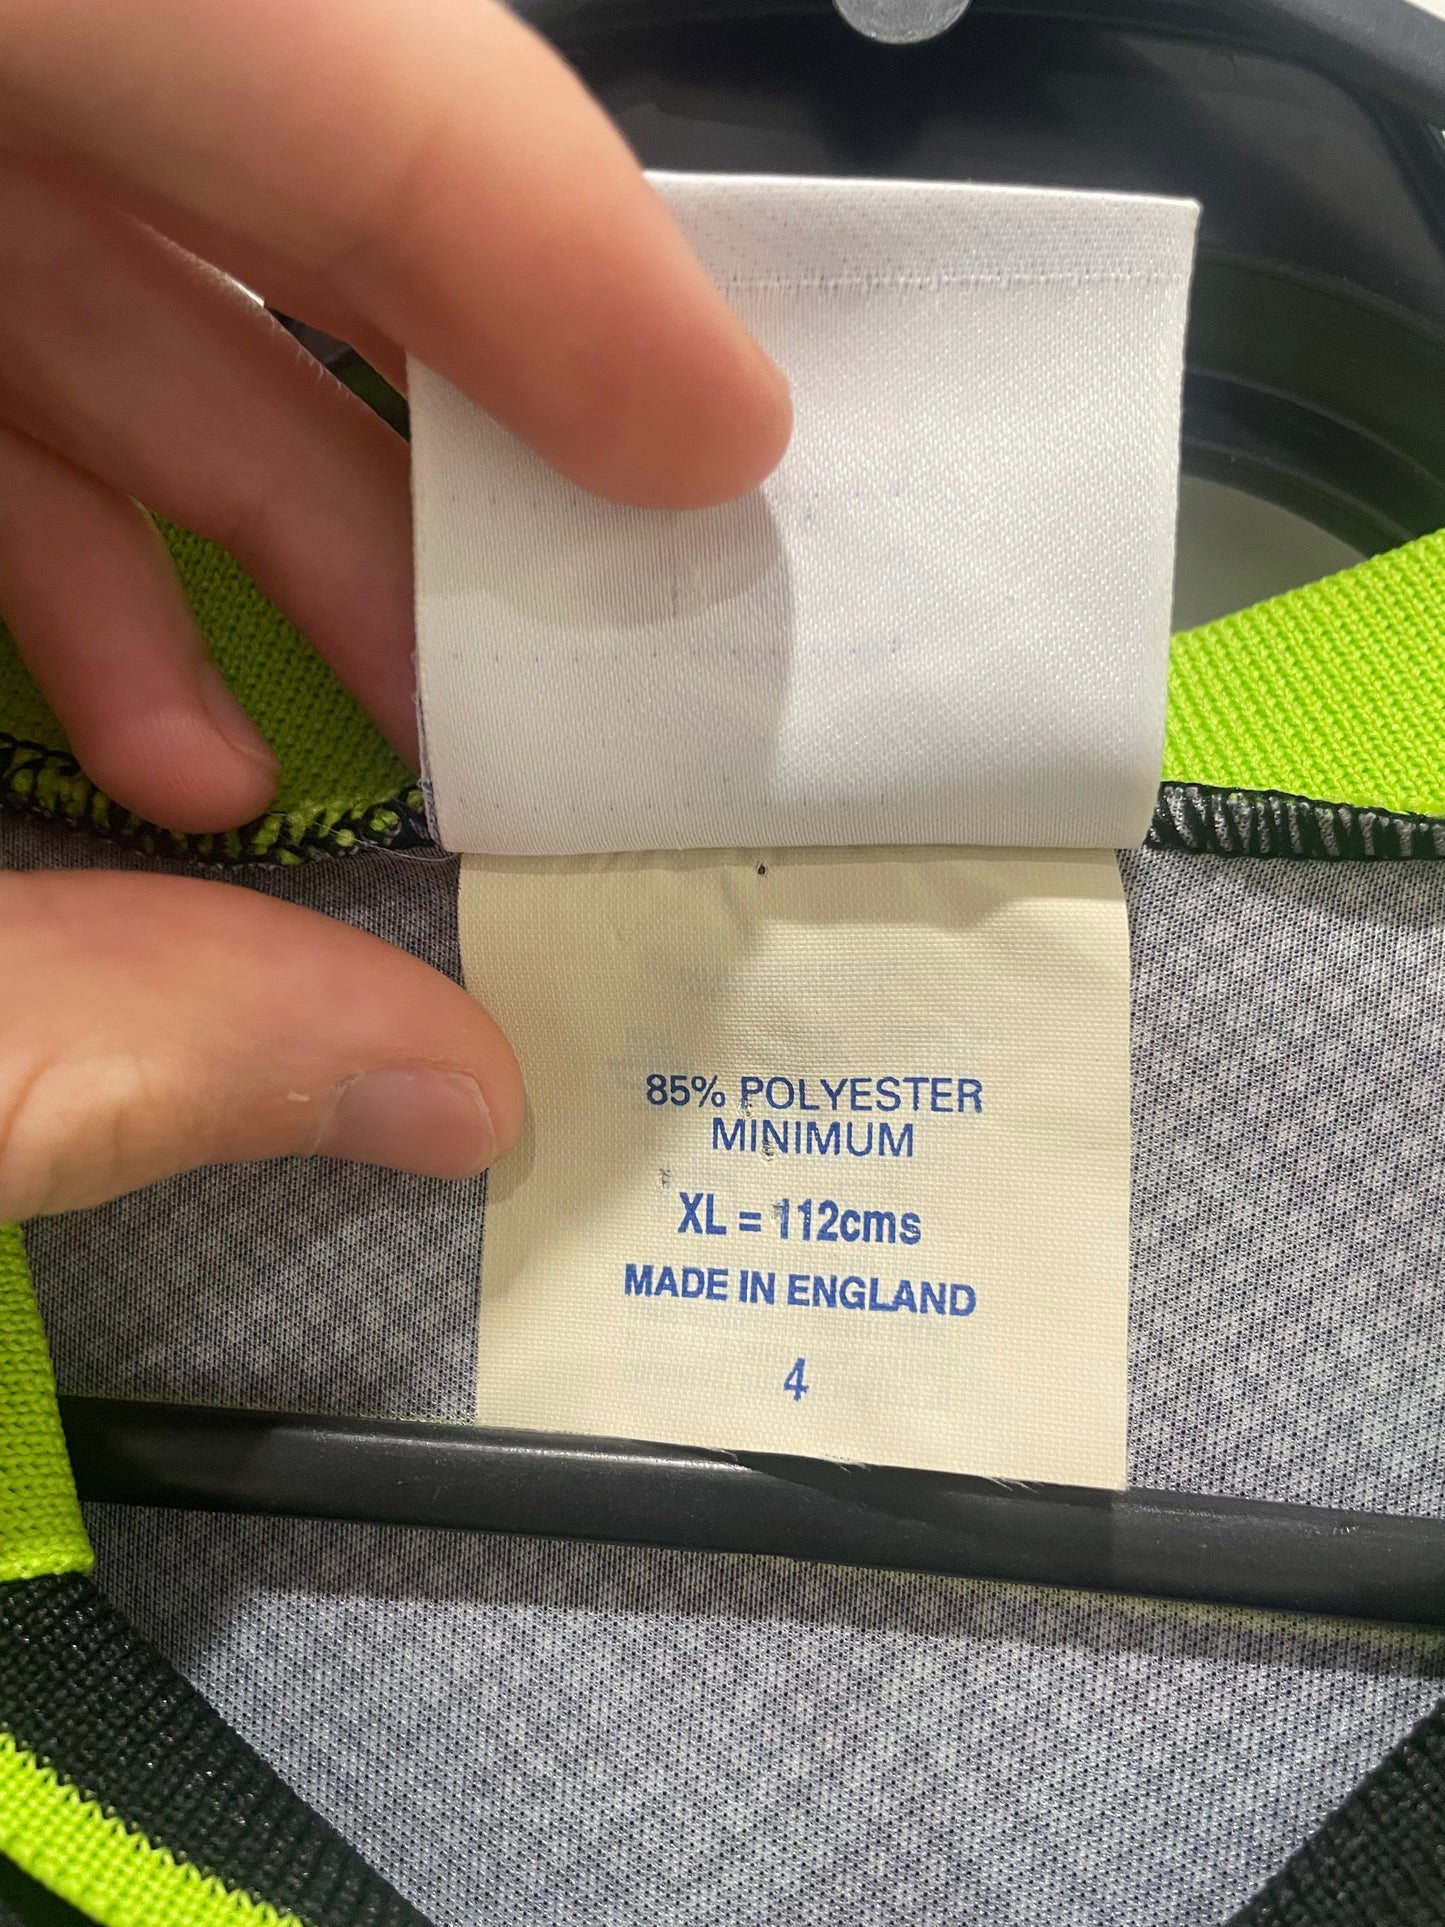 85% POLYESTER
MINIMUM
XL = 112cms
MADE IN ENGLAND
4